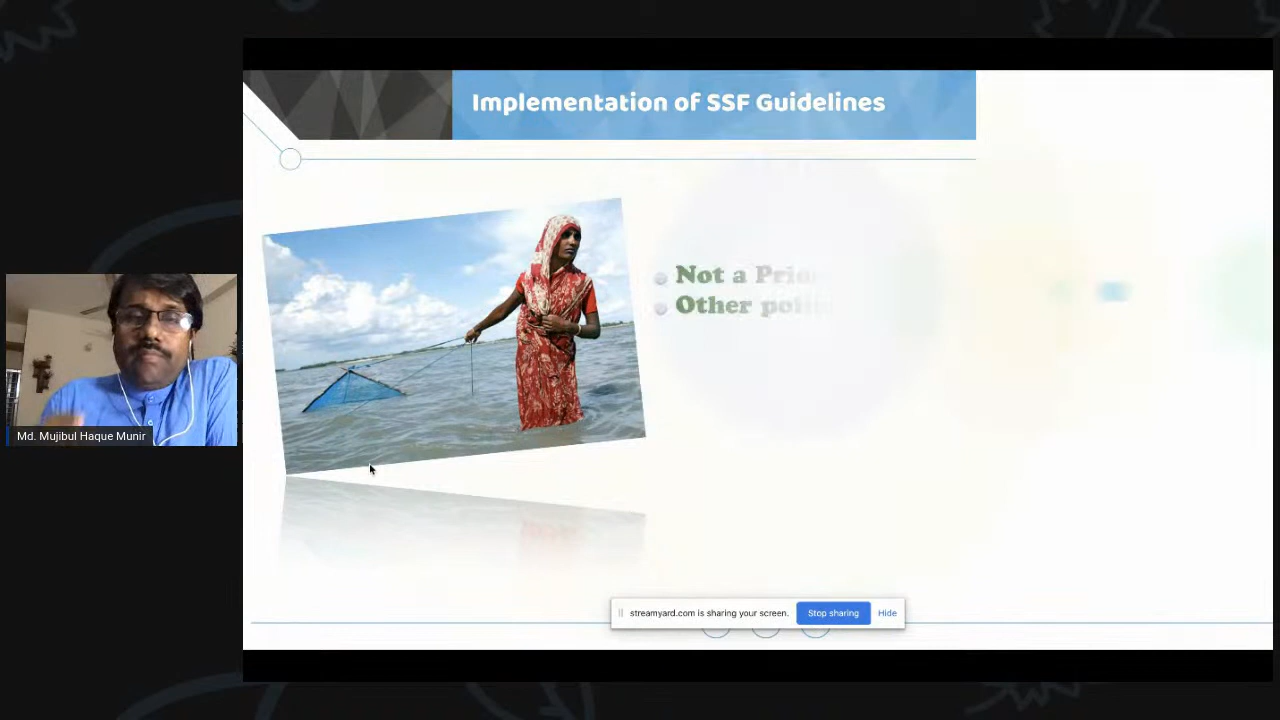 Implementation of SSF Guidelines
Not a
Other
Md. Mujibul Haque Munir
streamyard.com is sharing your screen.
Stop sharing
Hide